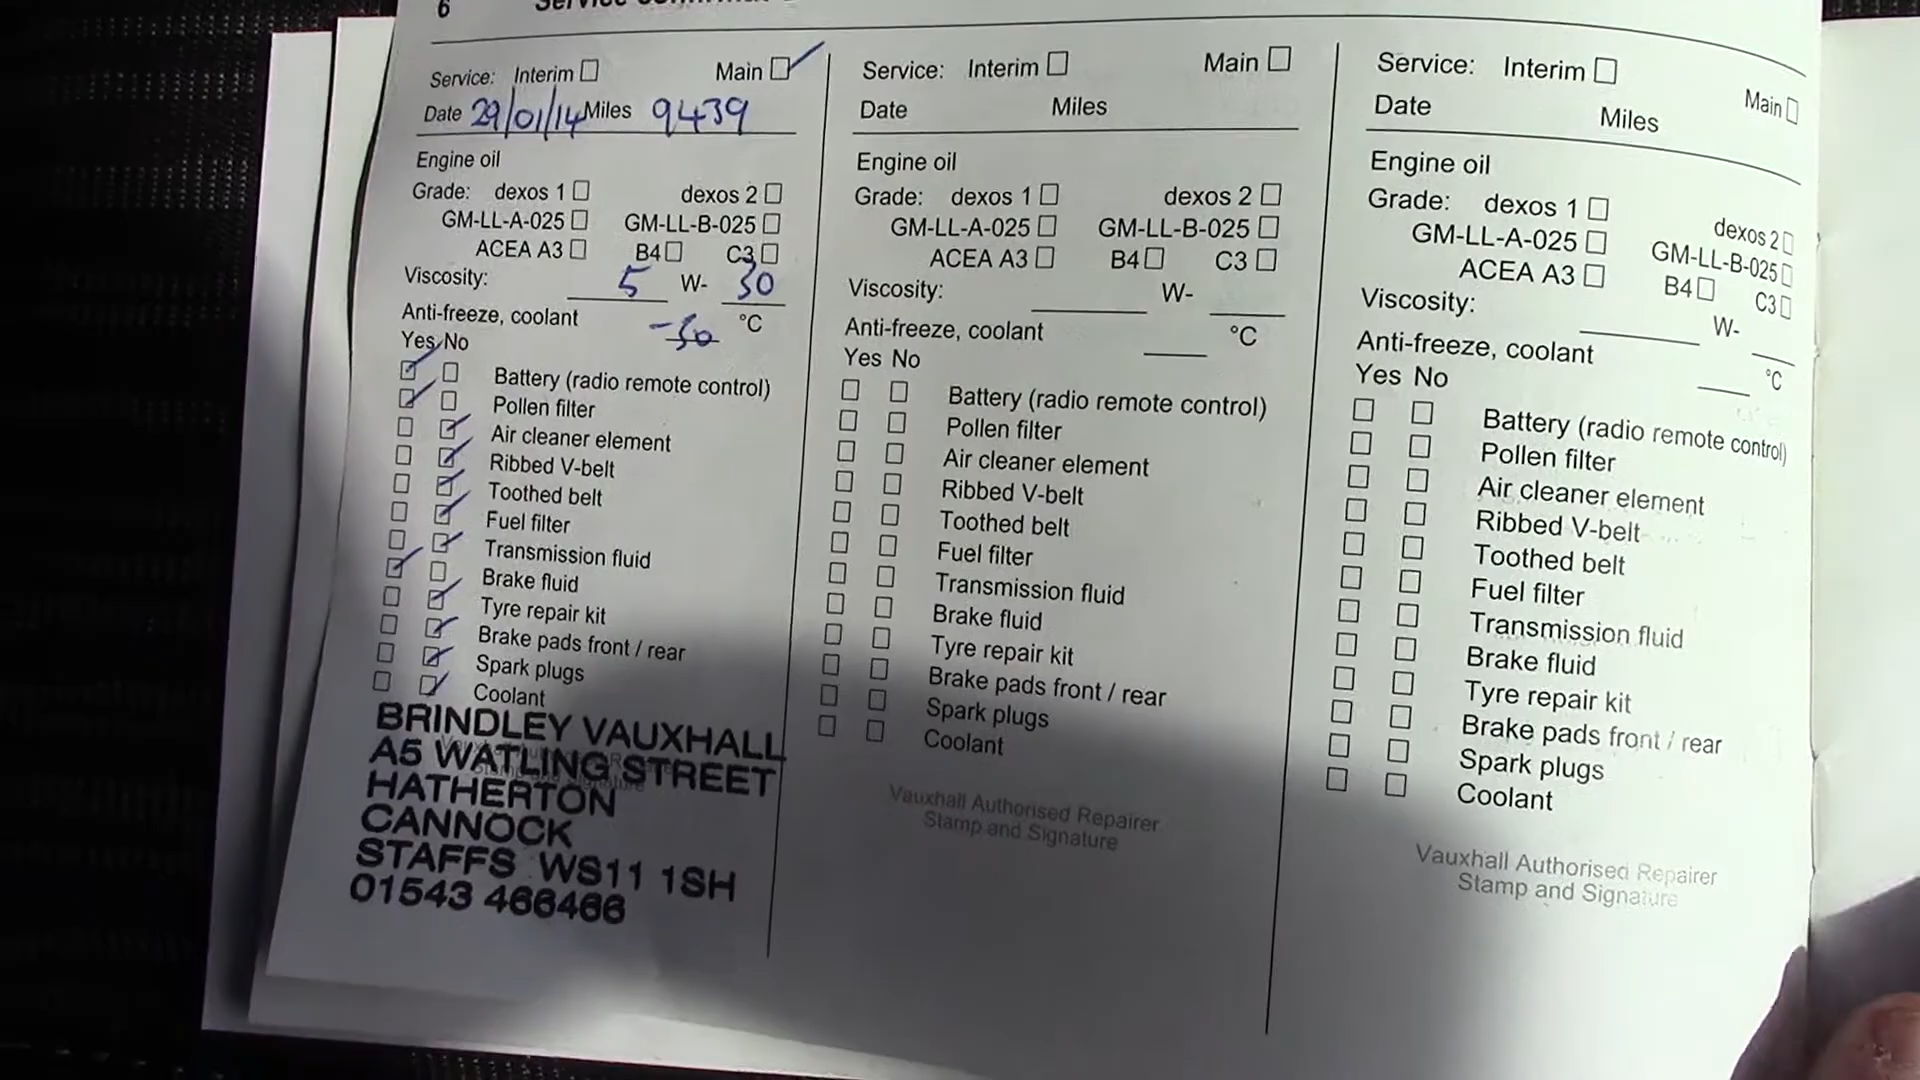 6 Service
Service: Interim Main
Date 29/01/14 Miles 9439
Engine oil
Grade: dexos 1 dexos 2
GM-LL-A-025 GM-LL-B-025
ACEA A3 B4 C3
Viscosity: 5 W- 30
Anti-freeze, coolant -30 °C
Yes No
Battery (radio remote control)
Pollen filter
Air cleaner element
Ribbed V-belt
Toothed belt
Fuel filter
Transmission fluid
Brake fluid
Tyre repair kit
Brake pads front / rear
Spark plugs
Coolant
BRINDLEY VAUXHALL
A5 WATLING STREET
HATHERTON
CANNOCK
STAFFS WS11 1SH
01543 466466
Service: Interim Main
Date Miles
Engine oil
Grade: dexos 1 dexos 2
GM-LL-A-025 GM-LL-B-025
ACEA A3 B4 C3
Viscosity: W-
Anti-freeze, coolant °C
Yes No
Battery (radio remote control)
Pollen filter
Air cleaner element
Ribbed V-belt
Toothed belt
Fuel filter
Transmission fluid
Brake fluid
Tyre repair kit
Brake pads front / rear
Spark plugs
Coolant
Vauxhall Authorised Repairer
Stamp and Signature
Service: Interim Main
Date Miles
Engine oil
Grade: dexos 1 dexos 2
GM-LL-A-025 GM-LL-B-025
ACEA A3 B4 C3
Viscosity: W-
Anti-freeze, coolant °C
Yes No
Battery (radio remote control)
Pollen filter
Air cleaner element
Ribbed V-belt
Toothed belt
Fuel filter
Transmission fluid
Brake fluid
Tyre repair kit
Brake pads front / rear
Spark plugs
Coolant
Vauxhall Authorised Repairer
Stamp and Signature